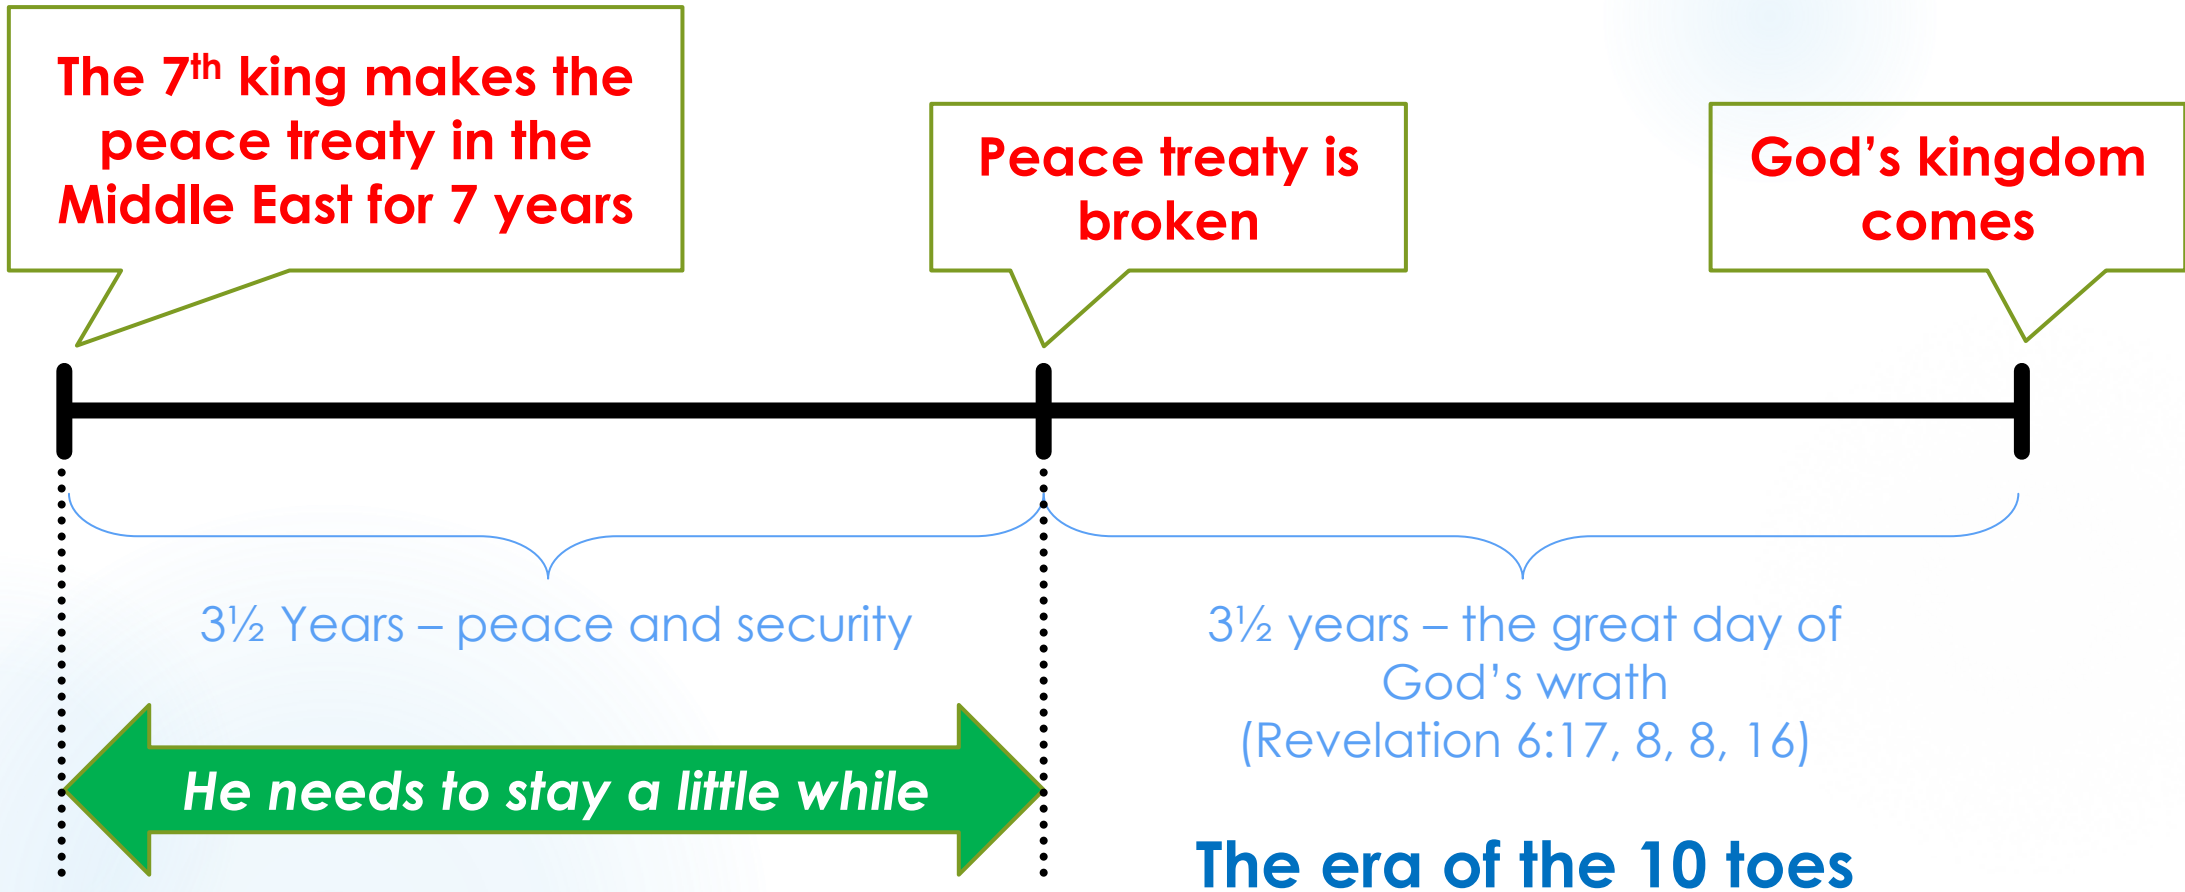 The 7th king makes the
peace treaty in the
Middle East for 7 years
Peace treaty is
broken
God’s kingdom
comes
3½ Years – peace and security
3½ years – the great day of
God’s wrath
(Revelation 6:17, 8, 8, 16)
He needs to stay a little while
The era of the 10 toes